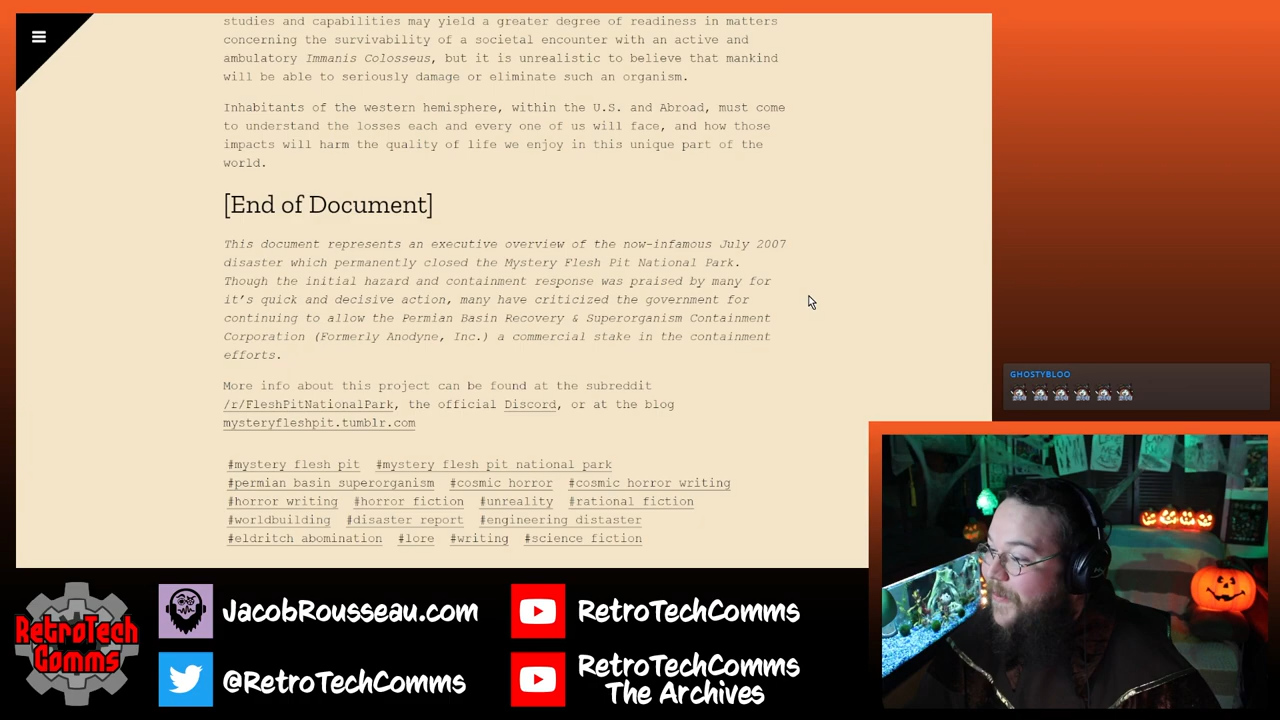 studies and capabilities may yield a greater degree of readiness in matters
concerning the survivability of a societal encounter with an active and
ambulatory Immanis Colosseus, but it is unrealistic to believe that mankind
will be able to seriously damage or eliminate such an organism.
Inhabitants of the western hemisphere, within the U.S. and Abroad, must come
to understand the losses each and every one of us will face, and how those
impacts will harm the quality of life we enjoy in this unique part of the
world.
[End of Document]
This document represents an executive overview of the now-infamous July 2007
disaster which permanently closed the Mystery Flesh Pit National Park.
Though the initial hazard and containment response was praised by many for
it's quick and decisive action, many have criticized the government for
continuing to allow the Permian Basin Recovery & Superorganism Containment
Corporation (Formerly Anodyne, Inc.) a commercial stake in the containment
efforts.
More info about this project can be found at the subreddit
/r/FleshPitNationalPark, the official Discord, or at the blog
mysteryfleshpit.tumblr.com
#mystery flesh pit #mystery flesh pit national park
#permian basin superorganism #cosmic horror #cosmic horror writing
#horror writing #horror fiction #unreality #rational fiction
#worldbuilding #disaster report #engineering distaster
#eldritch abomination #lore #writing #science fiction
GHOSTYBLOO
RetroTech
Comms
JacobRousseau.com
@RetroTechComms
RetroTechComms
RetroTechComms
The Archives